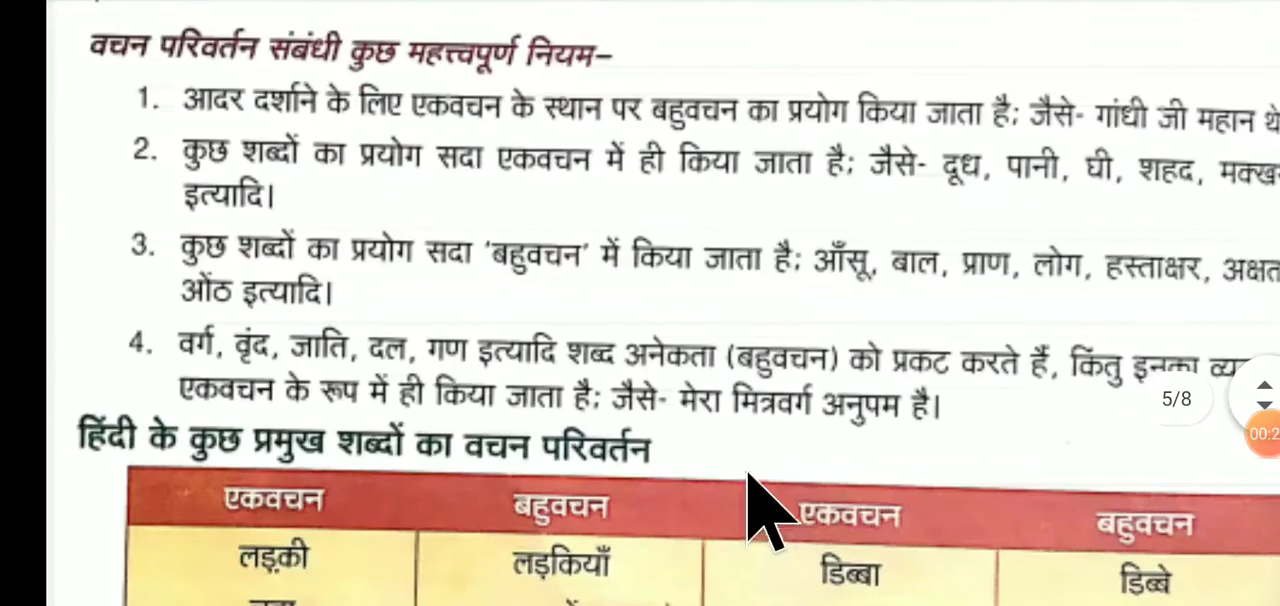 वचन परिवर्तन संबंधी कुछ महत्त्वपूर्ण नियम–
1. आदर दर्शाने के लिए एकवचन के स्थान पर बहुवचन का प्रयोग किया जाता है; जैसे- गांधी जी महान थे
2. कुछ शब्दों का प्रयोग सदा एकवचन में ही किया जाता है; जैसे- दूध, पानी, घी, शहद,
इत्यादि।
3. कुछ शब्दों का प्रयोग सदा 'बहुवचन' में किया जाता है; आँसू, बाल, प्राण, लोग, हस्ताक्षर, अक्षत
ओंठ इत्यादि।
4. वर्ग, वृंद, जाति, दल, गण इत्यादि शब्द अनेकता (बहुवचन) को प्रकट करते हैं, किंतु इनका
एकवचन के रूप में ही किया जाता है; जैसे- मेरा मित्रवर्ग अनुपम है।
5/8
हिंदी के कुछ प्रमुख शब्दों का वचन परिवर्तन
एकवचन बहुवचन एकवचन बहुवचन
लड़की लड़कियाँ डिब्बा डिब्बे